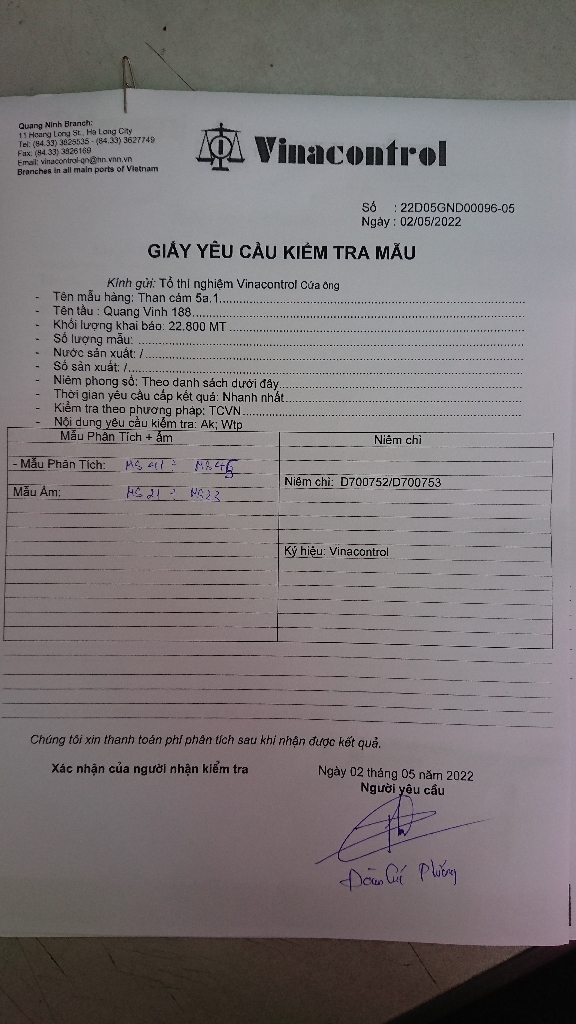 Quang Ninh Branch:
11 Hoang Long St., Ha Long City
Tel: (84.33) 3825535 - (84.33) 3627749
Fax: (84.33) 3826169
Email: vinacontrol-qn@hn.vnn.vn
Branches in all main ports of Vietnam
Vinacontrol
Số : 22D05GND00096-05
Ngày : 02/05/2022
GIẤY YÊU CẦU KIỂM TRA MẪU
Kính gửi: Tổ thí nghiệm Vinacontrol Cửa ông
- Tên mẫu hàng: Than cám 5a.1
- Tên tầu : Quang Vinh 188
- Khối lượng khai báo: 22.800 MT
- Số lượng mẫu:
- Nước sản xuất: /
- Số sản xuất: /
- Niêm phong số: Theo danh sách dưới đây
- Thời gian yêu cầu cấp kết quả: Nhanh nhất
- Kiểm tra theo phương pháp: TCVN
- Nội dung yêu cầu kiểm tra: Ak; Wtp
Mẫu Phân Tích + ẩm
Niêm chì
- Mẫu Phân Tích: MS 41 ÷ MS46
Niêm chì: D700752/D700753
Mẫu Ẩm: MS 21 ÷ MS23
Ký hiệu: Vinacontrol
Chúng tôi xin thanh toán phí phân tích sau khi nhận được kết quả.
Xác nhận của người nhận kiểm tra
Ngày 02 tháng 05 năm 2022
Người yêu cầu
Phương